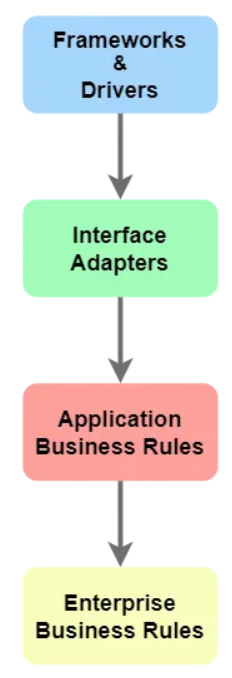 Frameworks
&
Drivers
Interface
Adapters
Application
Business Rules
Enterprise
Business Rules